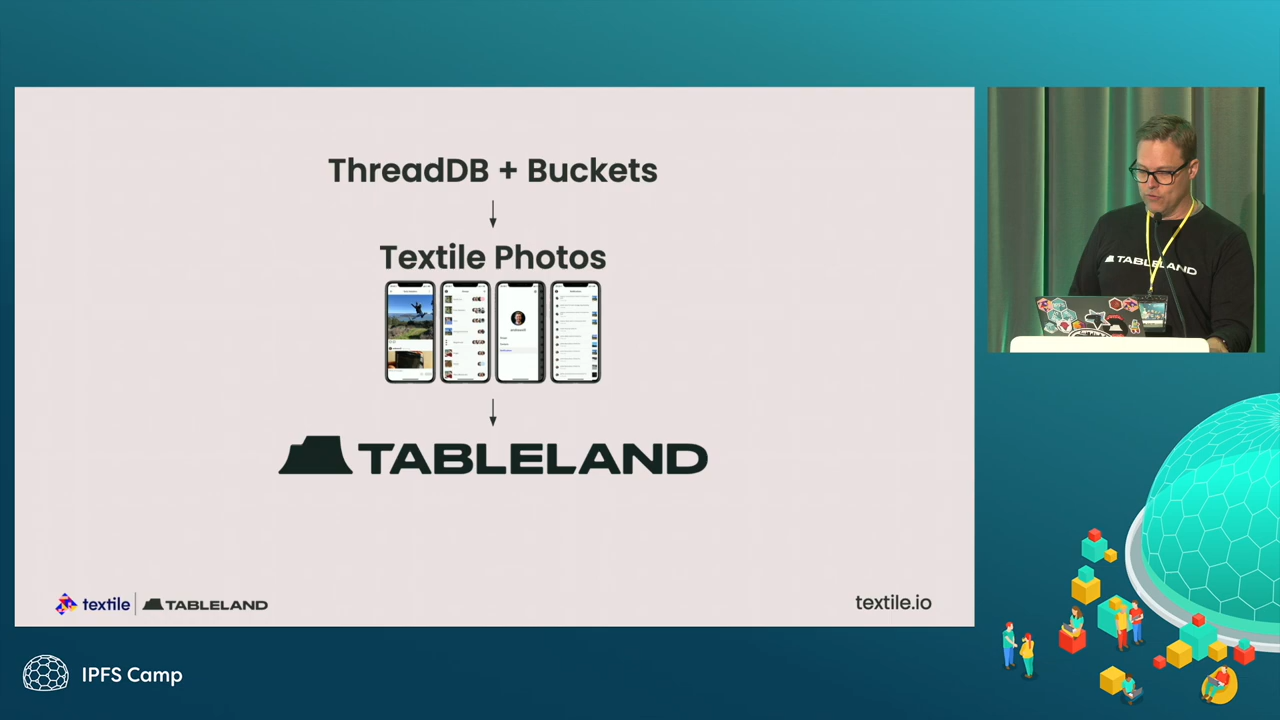 ThreadDB + Buckets
Textile Photos
TABLELAND
TABLELAND
textile | TABLELAND
textile.io
IPFS Camp